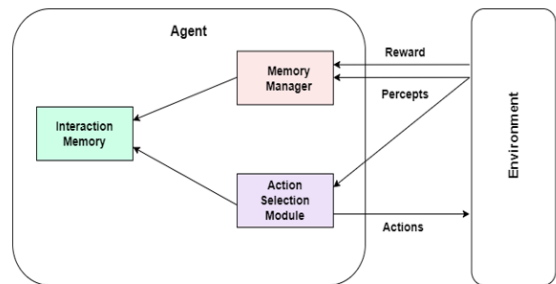 Agent
Reward
Memory
Manager
Percepts
Interaction
Memory
Environment
Action
Selection
Module
Actions